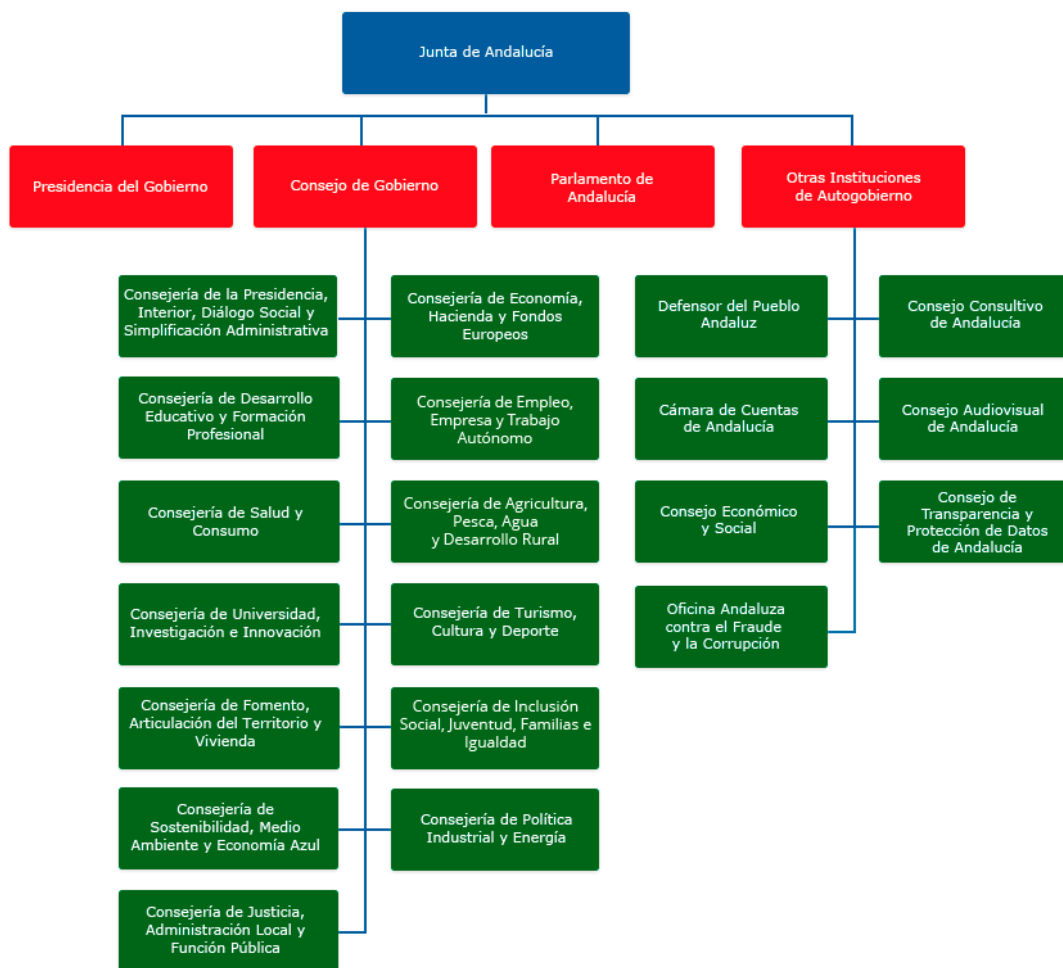 Junta de Andalucía
Presidencia del Gobierno
Consejo de Gobierno
Parlamento de
Andalucía
Otras Instituciones
de Autogobierno
Consejería de la Presidencia,
Interior, Diálogo Social y
Simplificación Administrativa
Consejería de Economía,
Hacienda y Fondos
Europeos
Defensor del Pueblo
Andaluz
Consejo Consultivo
de Andalucía
Consejería de Desarrollo
Educativo y Formación
Profesional
Consejería de Empleo,
Empresa y Trabajo
Autónomo
Cámara de Cuentas
de Andalucía
Consejo Audiovisual
de Andalucía
Consejería de Salud y
Consumo
Consejería de Agricultura,
Pesca, Agua
y Desarrollo Rural
Consejo Económico
y Social
Consejo de
Transparencia y
Protección de Datos
de Andalucía
Consejería de Universidad,
Investigación e Innovación
Consejería de Turismo,
Cultura y Deporte
Oficina Andaluza
contra el Fraude
y la Corrupción
Consejería de Fomento,
Articulación del Territorio y
Vivienda
Consejería de Inclusión
Social, Juventud, Familias e
Igualdad
Consejería de
Sostenibilidad, Medio
Ambiente y Economía Azul
Consejería de Política
Industrial y Energía
Consejería de Justicia,
Administración Local y
Función Pública